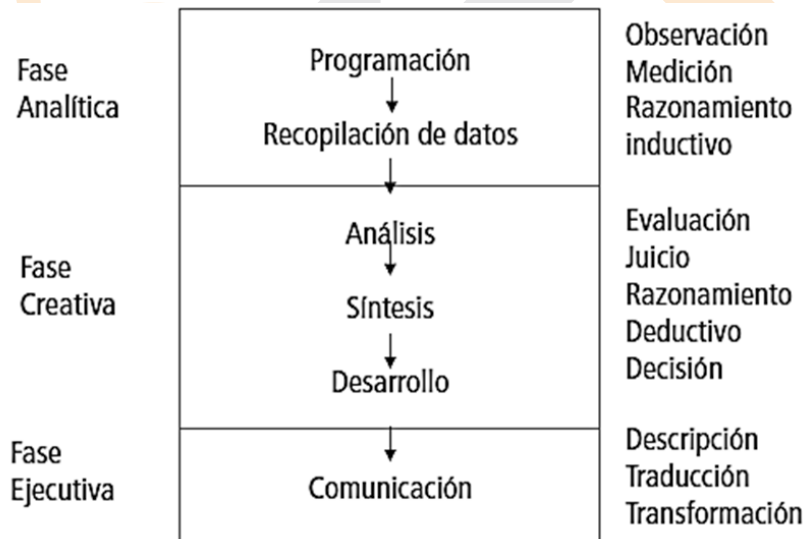 Fase
Analítica
Programación
Recopilación de datos
Observación
Medición
Razonamiento
inductivo
Fase
Creativa
Análisis
Síntesis
Desarrollo
Evaluación
Juicio
Razonamiento
Deductivo
Decisión
Fase
Ejecutiva
Comunicación
Descripción
Traducción
Transformación